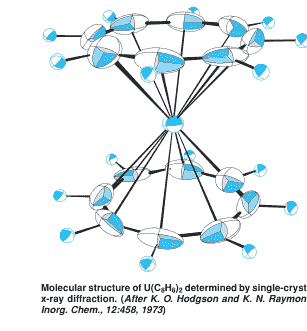 Molecular structure of U(C₈H₈)₂ determined by single-cryst
x-ray diffraction. (After K. O. Hodgson and K. N. Raymon
Inorg. Chem., 12:458, 1973)